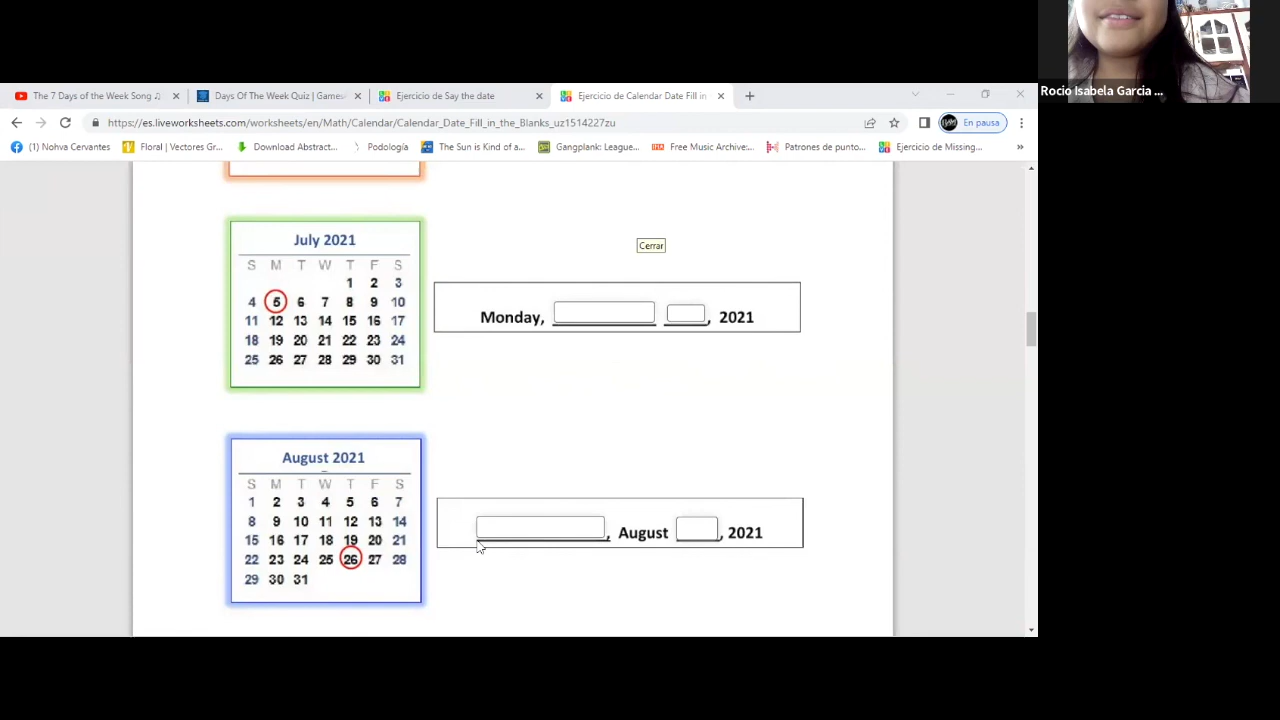 Rocio Isabela Garcia ...
The 7 Days of the Week Song ♫
Days Of The Week Quiz | Games4
Ejercicio de Say the date
Ejercicio de Calendar Date Fill in
https://es.liveworksheets.com/worksheets/en/Math/Calendar/Calendar_Date_Fill_in_the_Blanks_uz1514227zu
En pausa
(1) Nohva Cervantes
Floral | Vectores Gr...
Download Abstract...
Podología
The Sun is Kind of a...
Gangplank: League...
Free Music Archive:...
Patrones de punto...
Ejercicio de Missing...
»
Cerrar
July 2021
S M T W T F S
1 2 3
4 5 6 7 8 9 10
11 12 13 14 15 16 17
18 19 20 21 22 23 24
25 26 27 28 29 30 31
Monday, , 2021
August 2021
S M T W T F S
1 2 3 4 5 6 7
8 9 10 11 12 13 14
15 16 17 18 19 20 21
22 23 24 25 26 27 28
29 30 31
, August , 2021